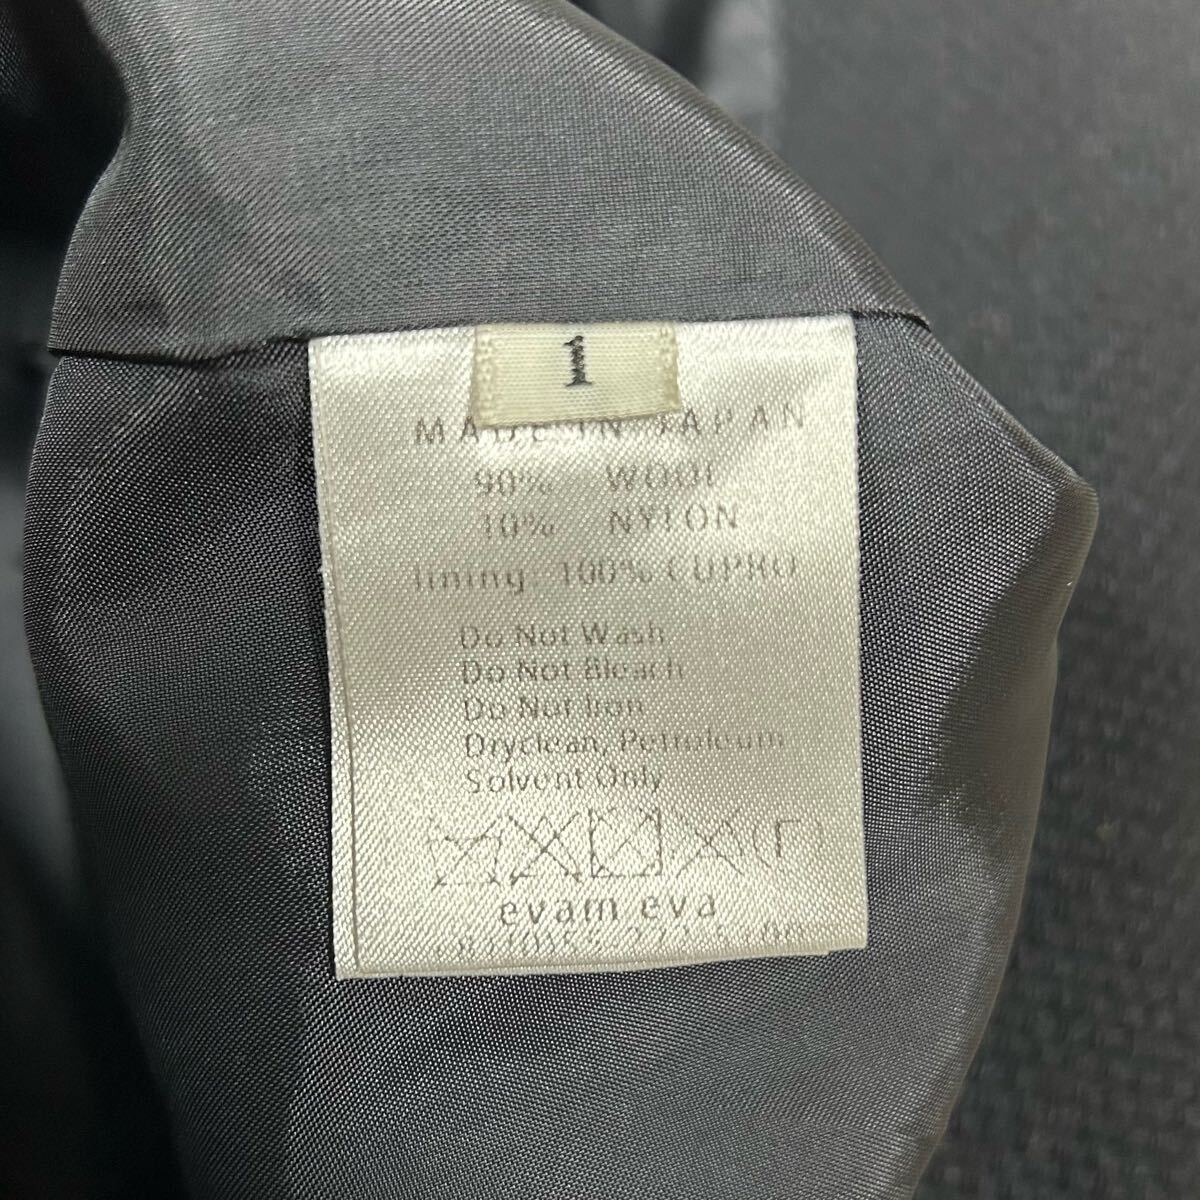 1
MADE IN JAPAN
90% WOOL
10% NYLON
lining: 100% CUPRO
Do Not Wash
Do Not Bleach
Do Not Iron
Dryclean, Petroleum
Solvent Only
evam eva